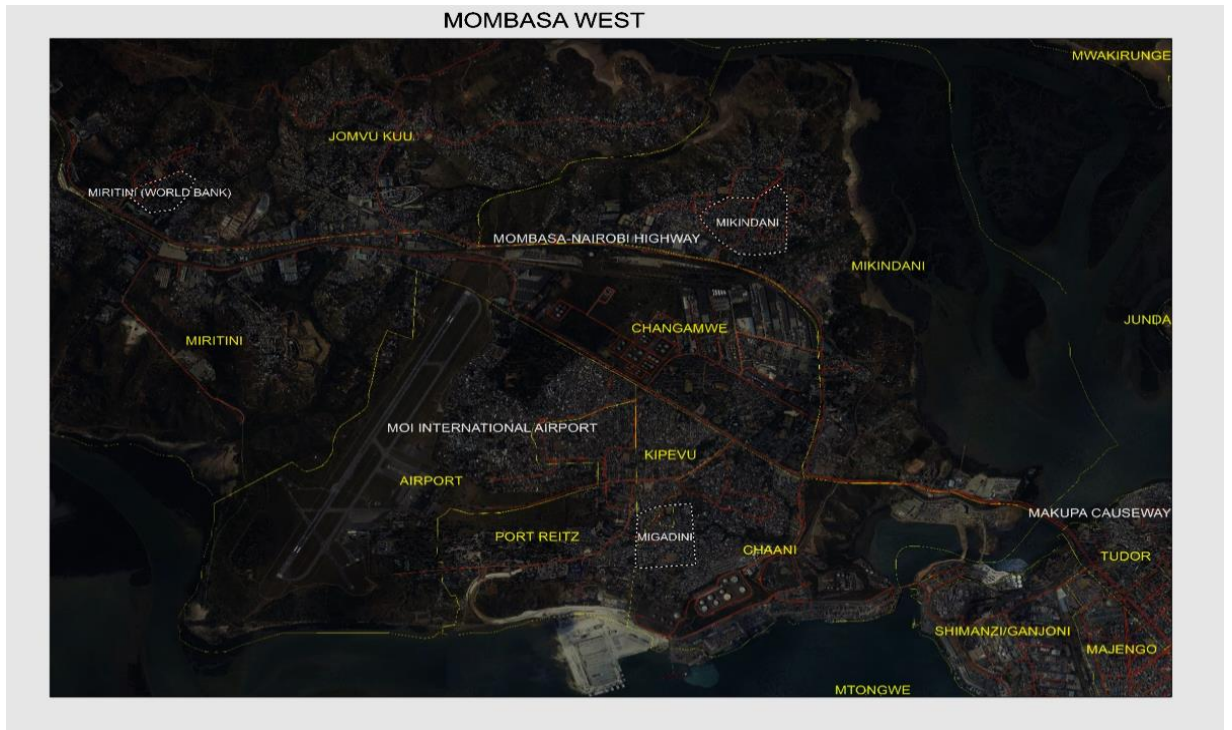 MOMBASA WEST
MWAKIRUNGE
JOMVU KUU
MIRITINI (WORLD BANK)
MIKINDANI
MOMBASA-NAIROBI HIGHWAY
MIKINDANI
JUNDA
CHANGAMWE
MIRITINI
MOI INTERNATIONAL AIRPORT
KIPEVU
AIRPORT
MAKUPA CAUSEWAY
PORT REITZ
MIGADINI
CHAANI
TUDOR
SHIMANZI/GANJONI
MAJENGO
MTONGWE